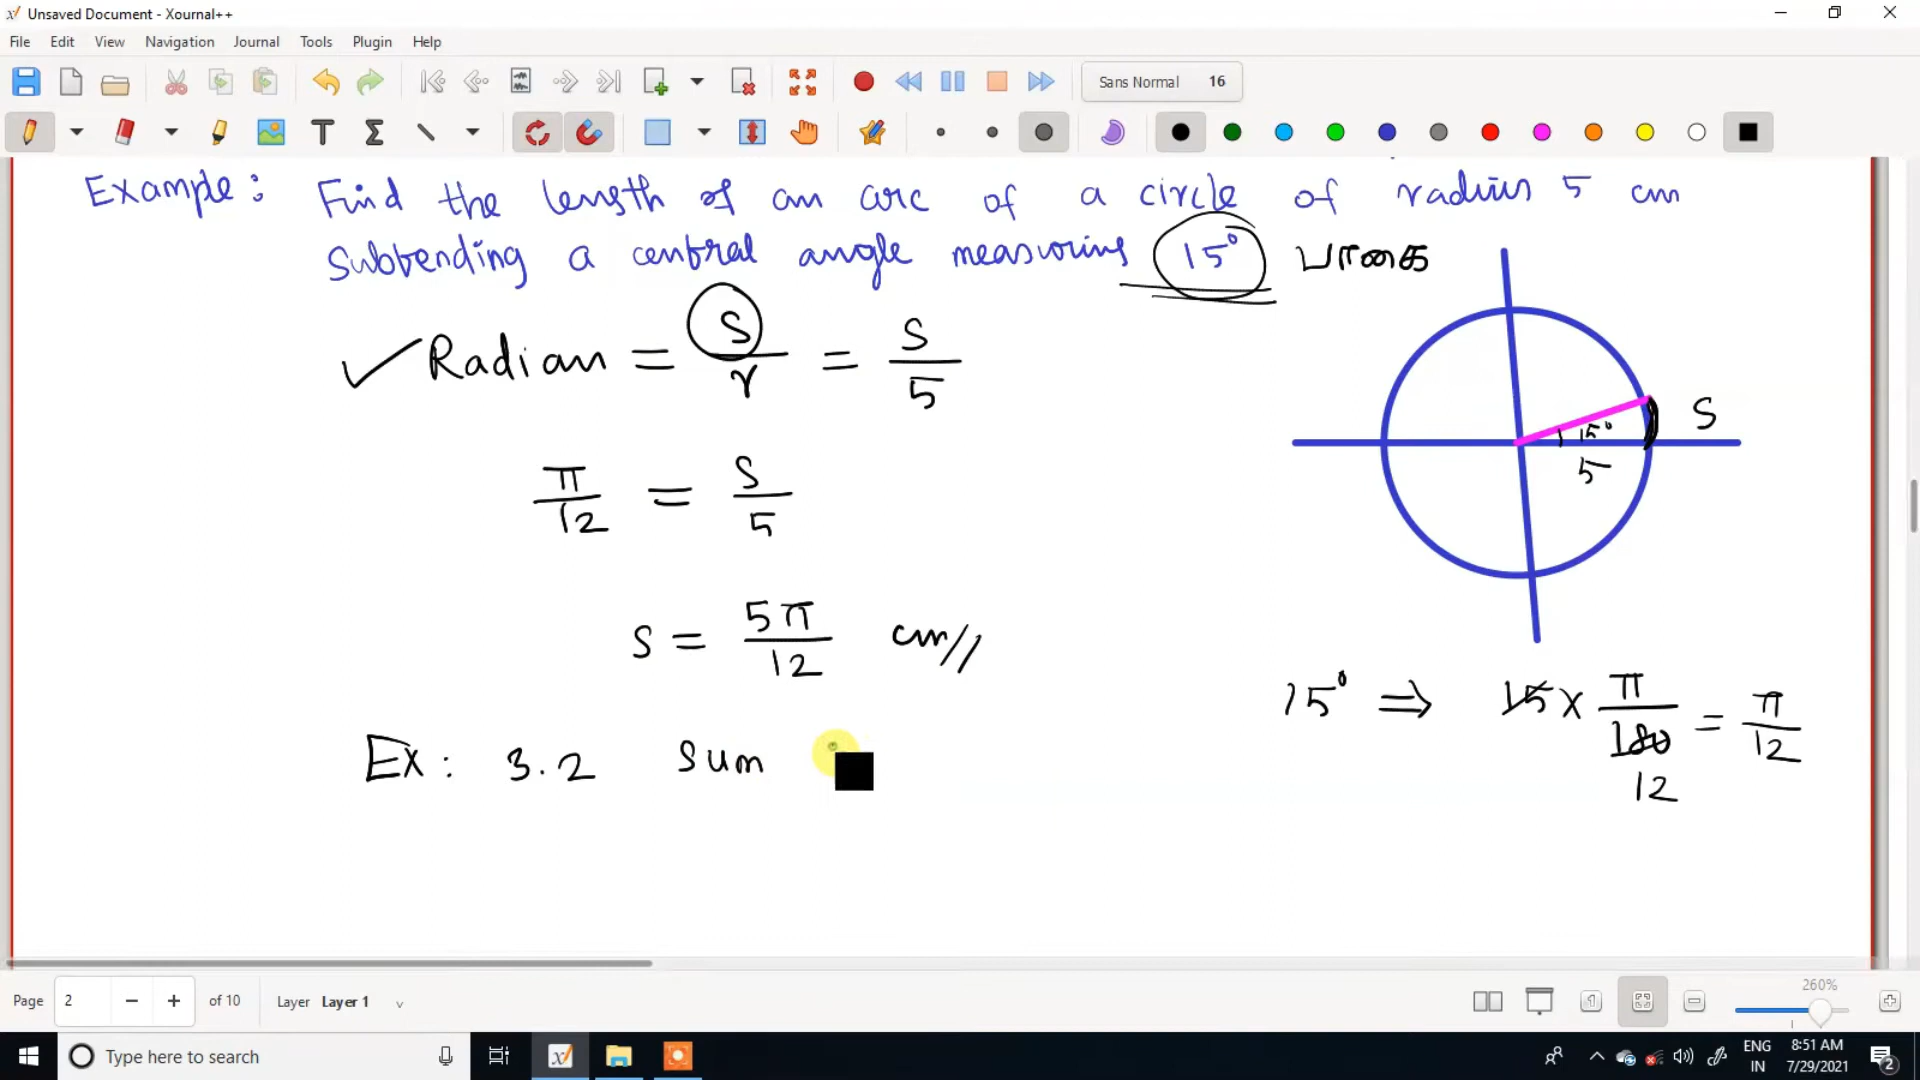 Unsaved Document - Xournal++
File Edit View Navigation Journal Tools Plugin Help
Sans Normal 16
Example: Find the length of an arc of a circle of radius 5 cm
Subtending a central angle measuring 15° பாகை
Radian = S/r = S/5
π/12 = S/5
S = 5π/12 cm//
Ex: 3.2 Sum
S
15°
5
15° ⇒ 15 x π/180 = π/12
12
Page 2 of 10 Layer Layer 1
260%
Type here to search
ENG
IN
8:51 AM
7/29/2021
2